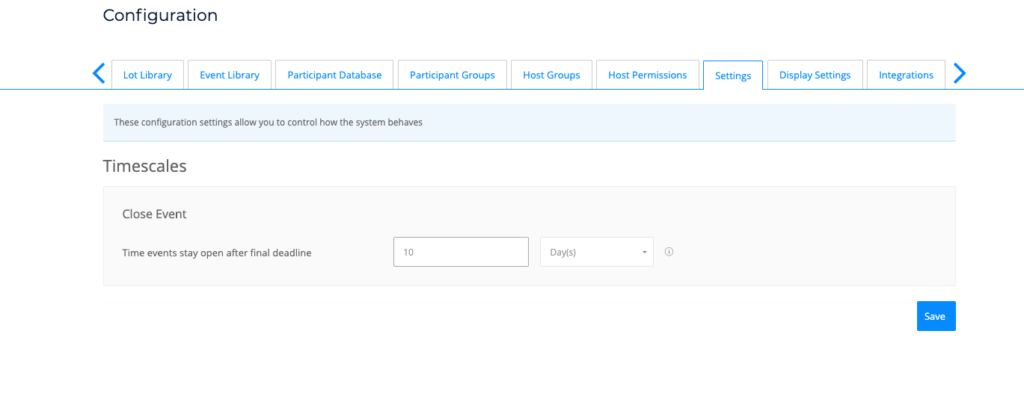 Configuration
Lot Library Event Library Participant Database Participant Groups Host Groups Host Permissions Settings Display Settings Integrations
These configuration settings allow you to control how the system behaves
Timescales
Close Event
Time events stay open after final deadline 10 Day(s)
Save